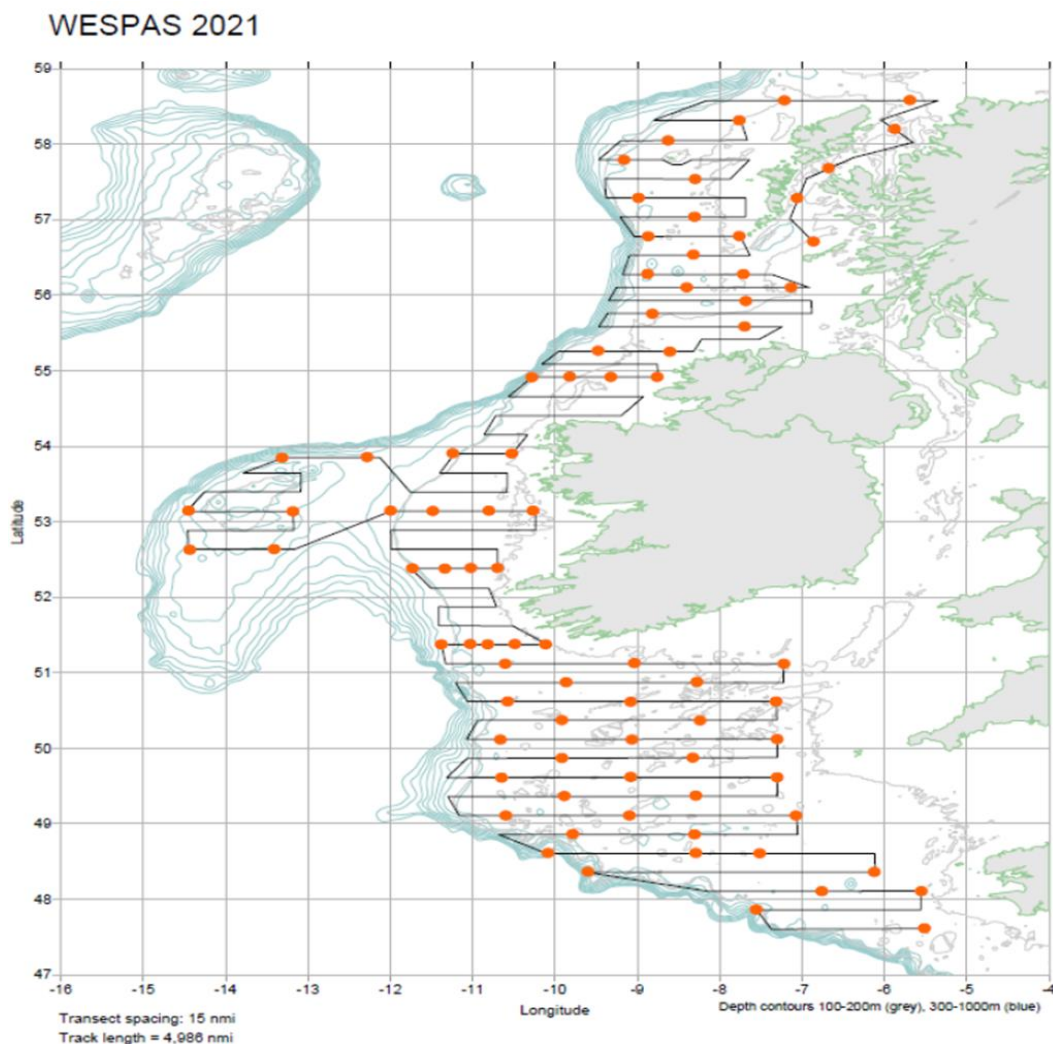 WESPAS 2021
59
58
57
56
55
54
53
52
51
50
49
48
47
Latitude
-16 -15 -14 -13 -12 -11 -10 -9 -8 -7 -6 -5 -4
Longitude
Depth contours 100-200m (grey), 300-1000m (blue)
Transect spacing: 15 nmi
Track length = 4,986 nmi